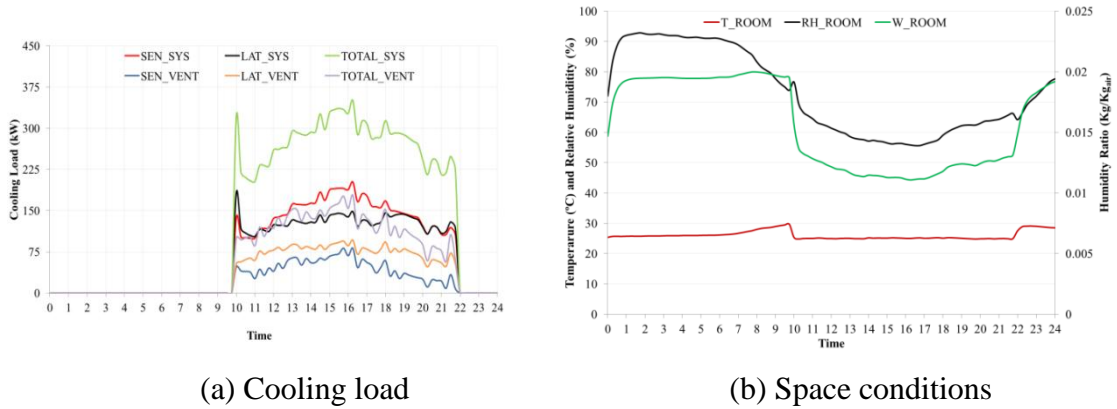 450
375
300
225
150
75
0
Cooling Load (kW)
SEN_SYS LAT_SYS TOTAL_SYS
SEN_VENT LAT_VENT TOTAL_VENT
0 1 2 3 4 5 6 7 8 9 10 11 12 13 14 15 16 17 18 19 20 21 22 24
Time
(a) Cooling load
100
90
80
70
60
50
40
30
20
10
0
Temperarure (°C) and Relative Humiditity (%)
T_ROOM RH_ROOM W_ROOM
0.025
0.02
0.015
0.01
0.005
0
Humidity Ratio (Kg/Kgair)
0 1 2 3 4 5 6 7 8 9 10 11 12 13 14 15 16 17 18 19 20 21 22 23 24
Time
(b) Space conditions